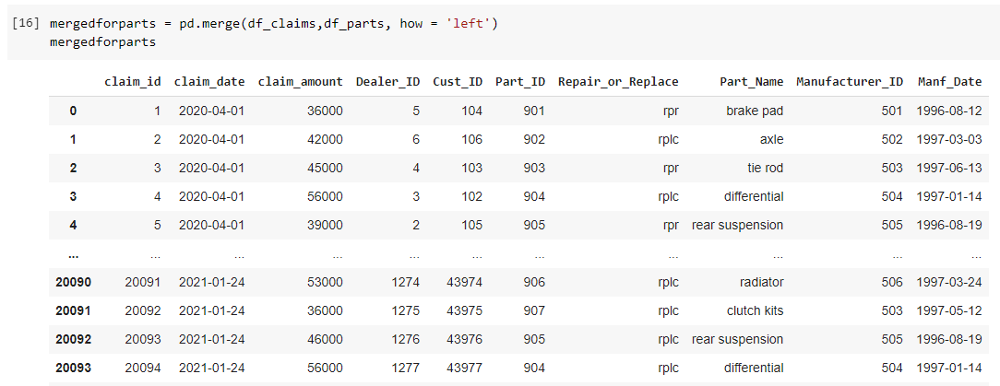 [16] mergedforparts = pd.merge(df_claims,df_parts, how = 'left')
mergedforparts
claim_id claim_date claim_amount Dealer_ID Cust_ID Part_ID Repair_or_Replace Part_Name Manufacturer_ID Manf_Date
0 1 2020-04-01 36000 5 104 901 rpr brake pad 501 1996-08-12
1 2 2020-04-01 42000 6 106 902 rplc axle 502 1997-03-03
2 3 2020-04-01 45000 4 103 903 rpr tie rod 503 1997-06-13
3 4 2020-04-01 56000 3 102 904 rplc differential 504 1997-01-14
4 5 2020-04-01 39000 2 105 905 rpr rear suspension 505 1996-08-19
... ... ... ... ... ... ... ... ... ... ...
20090 20091 2021-01-24 53000 1274 43974 906 rplc radiator 506 1997-03-24
20091 20092 2021-01-24 36000 1275 43975 907 rplc clutch kits 503 1997-05-12
20092 20093 2021-01-24 46000 1276 43976 905 rplc rear suspension 505 1996-08-19
20093 20094 2021-01-24 56000 1277 43977 904 rplc differential 504 1997-01-14